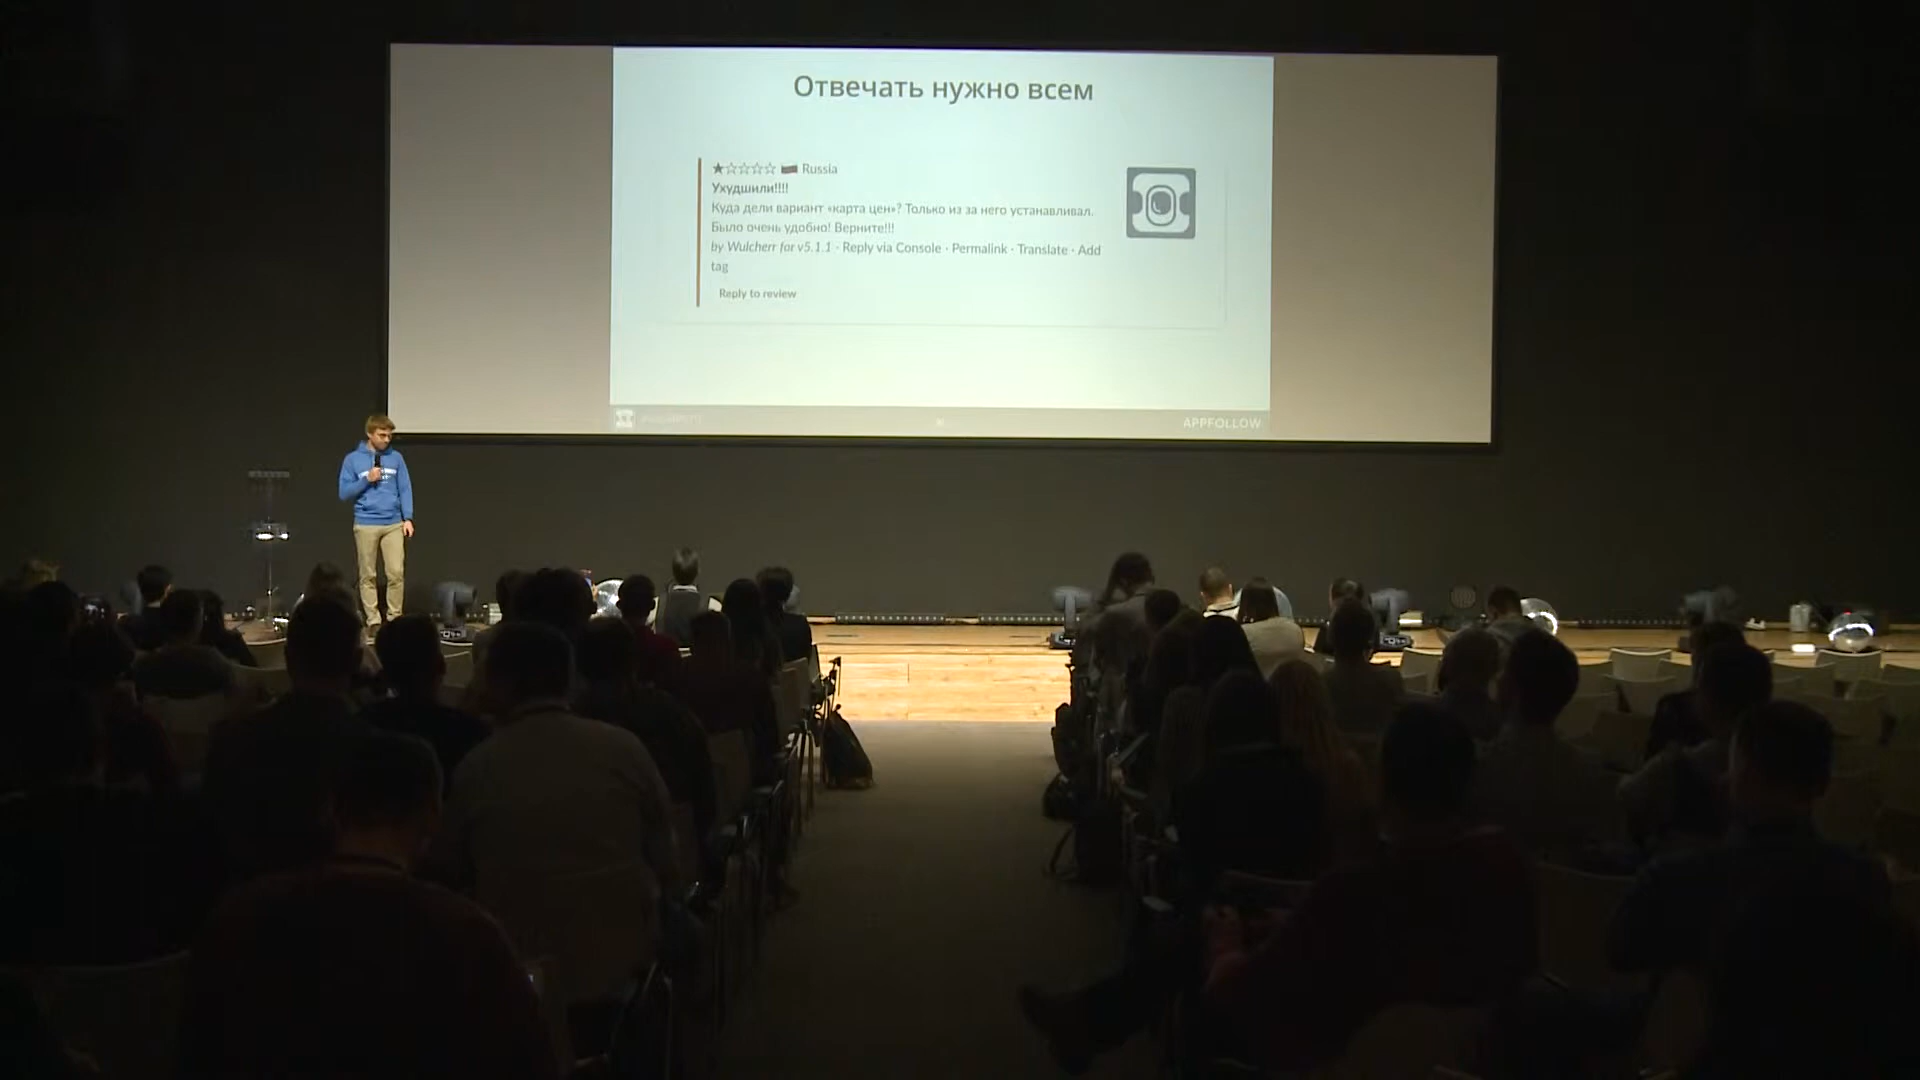 Отвечать нужно всем
★☆☆☆☆ Russia
Ухудшили!!!!
Куда дели вариант «карта цен»? Только из за него устанавливал.
Было очень удобно! Верните!!!
by Wulcherr for v5.1.1 · Reply via Console · Permalink · Translate · Add
tag
Reply to review
APPFOLLOW